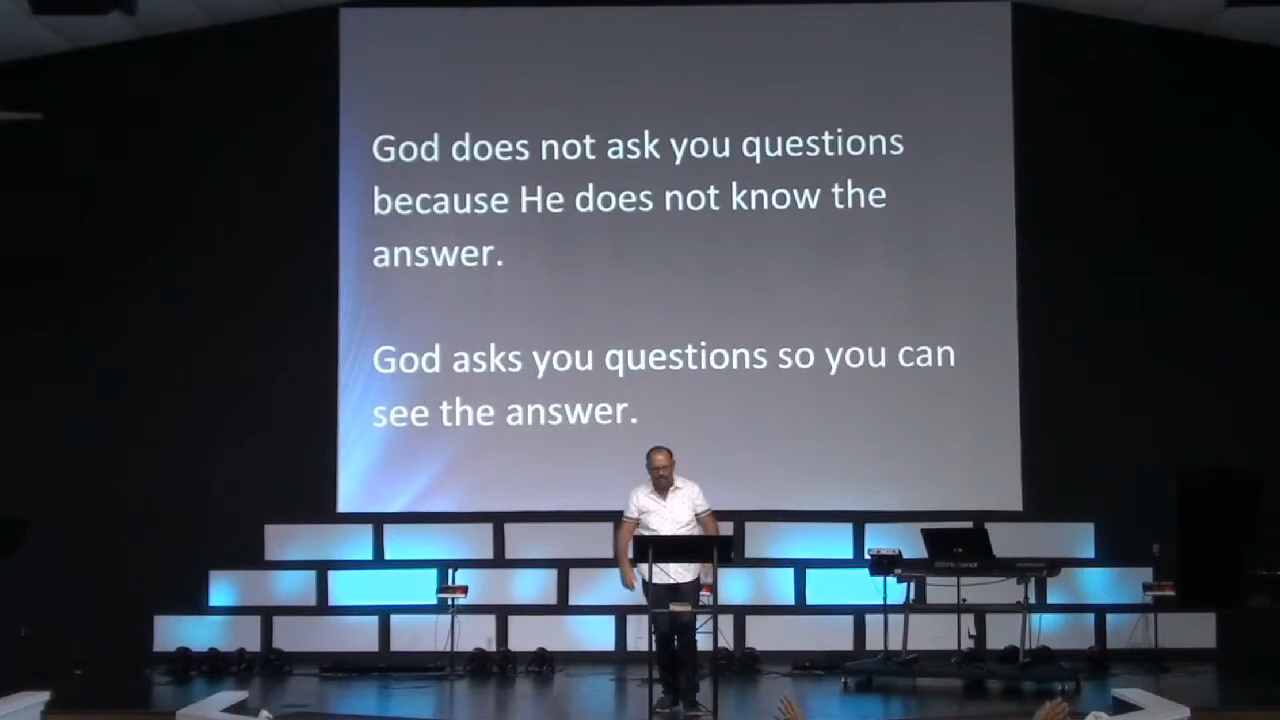 God does not ask you questions
because He does not know the
answer.
God asks you questions so you can
see the answer.